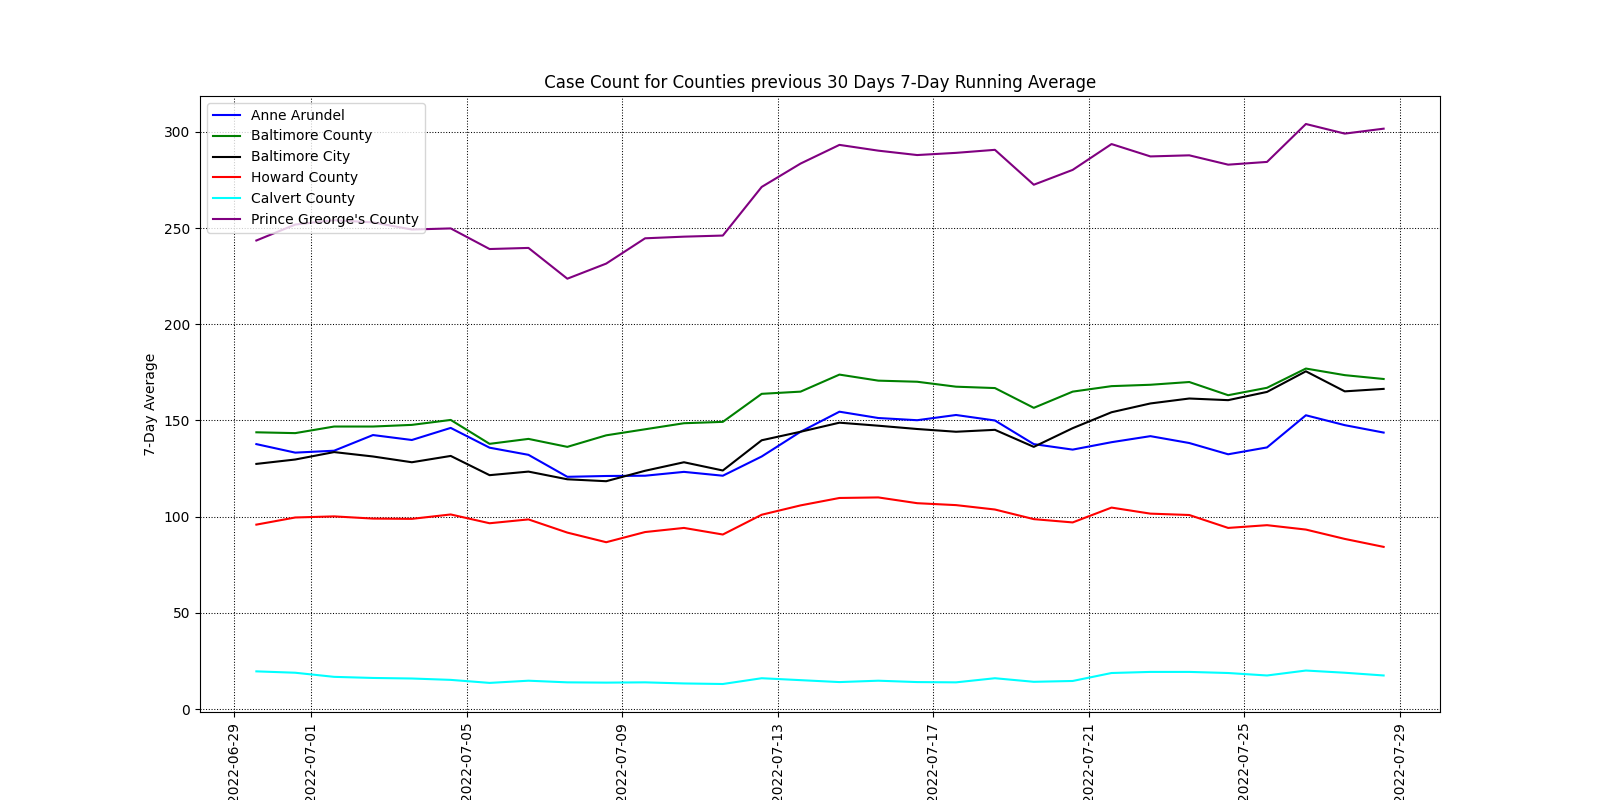 Case Count for Counties previous 30 Days 7-Day Running Average
Anne Arundel
Baltimore County
Baltimore City
Howard County
Calvert County
Prince George's County
7-Day Average
300
250
200
150
100
50
0
2022-06-29
2022-07-01
2022-07-05
2022-07-09
2022-07-13
2022-07-17
2022-07-21
2022-07-25
2022-07-29